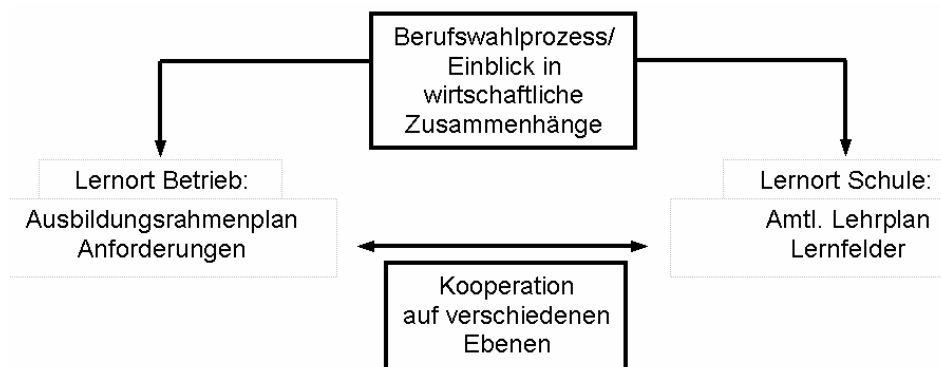 Berufswahlprozess/
Einblick in
wirtschaftliche
Zusammenhänge
Lernort Betrieb:
Ausbildungsrahmenplan
Anforderungen
Lernort Schule:
Amtl. Lehrplan
Lernfelder
Kooperation
auf verschiedenen
Ebenen